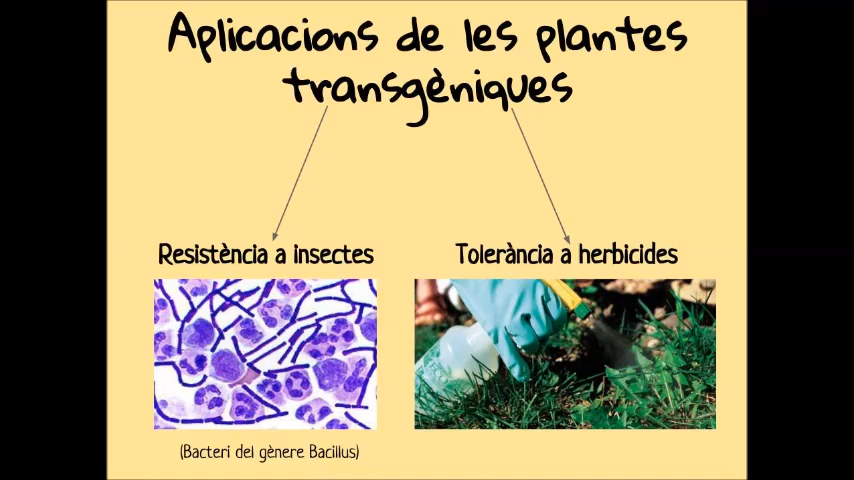 Aplicacions de les plantes
transgèniques
Resistència a insectes
Tolerància a herbicides
(Bacteri del gènere Bacillus)